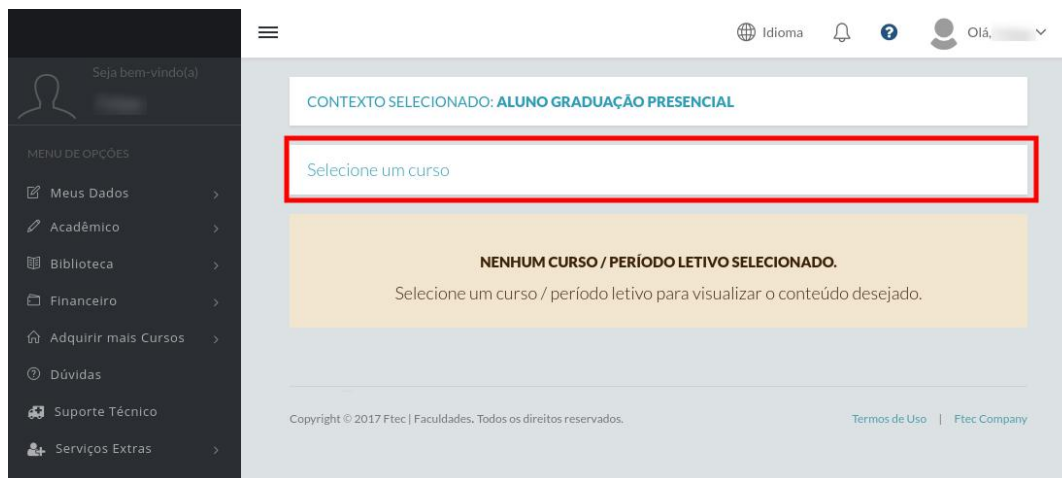 Idioma
Olá,
Seja bem-vindo(a)
MENU DE OPÇÕES
Meus Dados
Acadêmico
Biblioteca
Financeiro
Adquirir mais Cursos
Dúvidas
Suporte Técnico
Serviços Extras
CONTEXTO SELECIONADO: ALUNO GRADUAÇÃO PRESENCIAL
Selecione um curso
NENHUM CURSO / PERÍODO LETIVO SELECIONADO.
Selecione um curso / período letivo para visualizar o conteúdo desejado.
Copyright © 2017 Ftec | Faculdades. Todos os direitos reservados.
Termos de Uso | Ftec Company